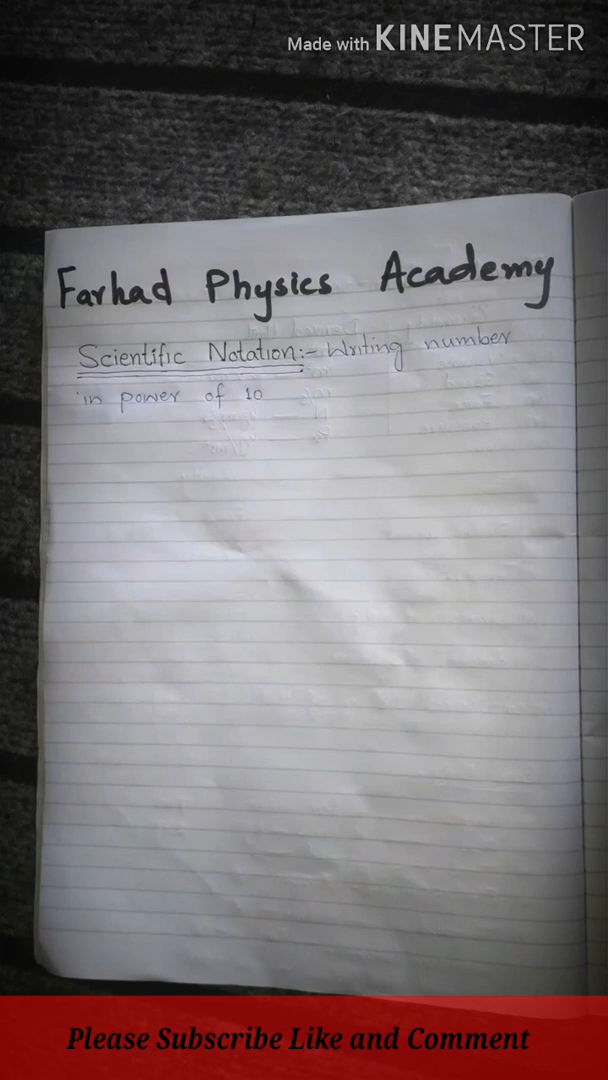 Made with KINEMASTER
Farhad Physics Academy
Scientific Notation:- Writing number
in power of 10
Please Subscribe Like and Comment